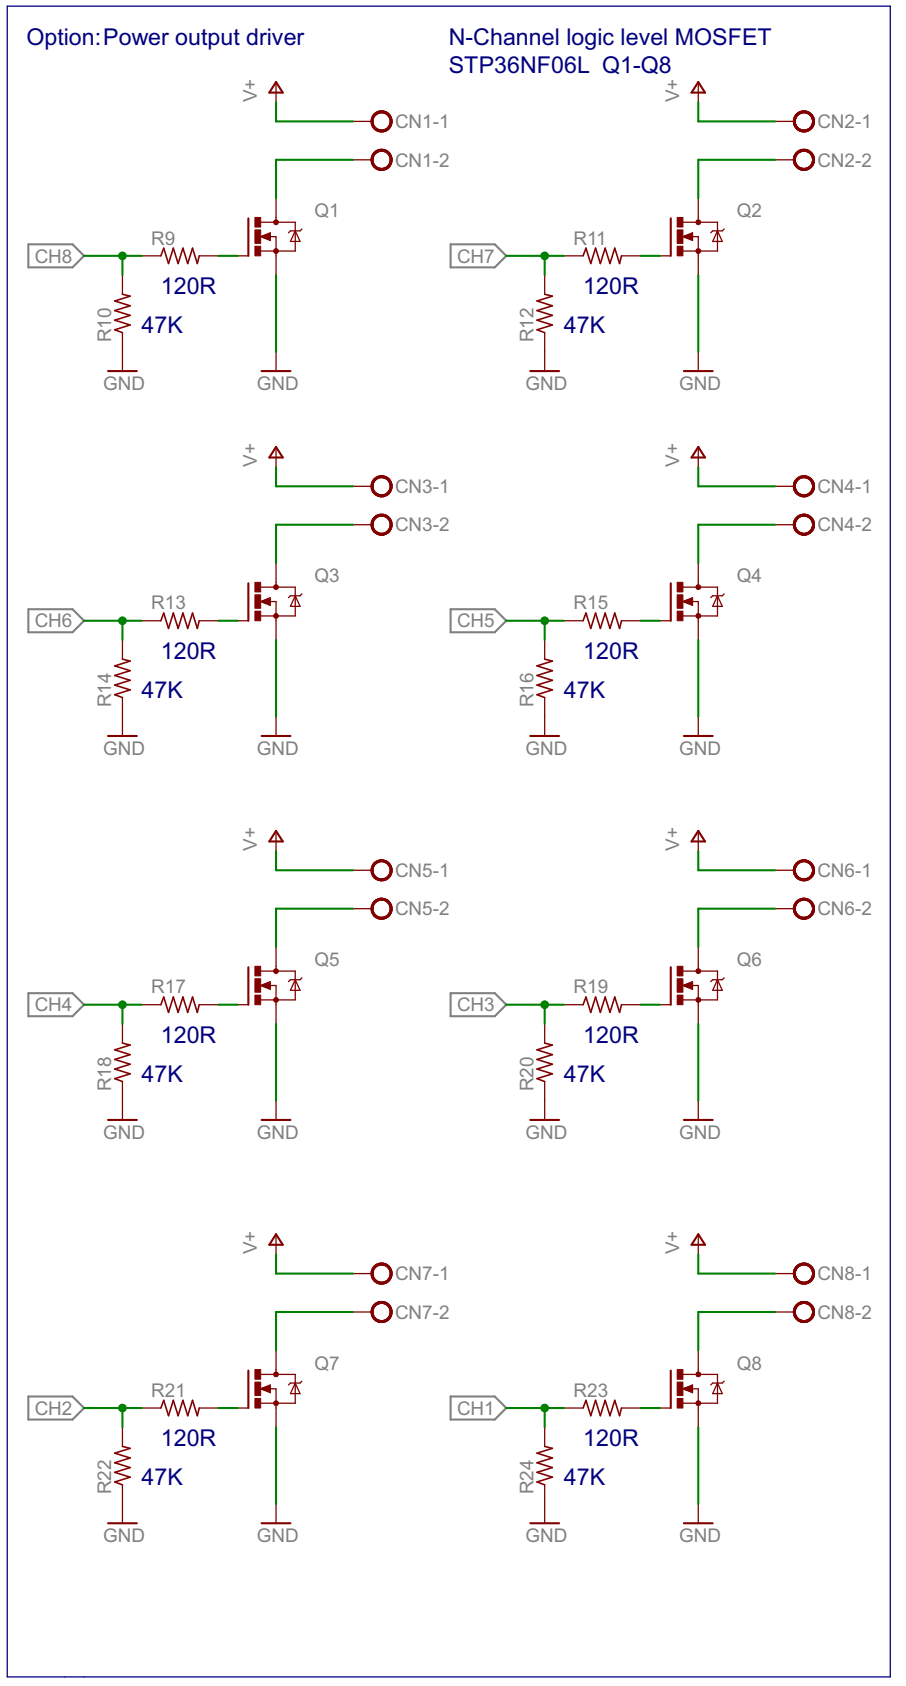 Option:Power output driver
N-Channel logic level MOSFET
STP36NF06L Q1-Q8
V+
CN1-1
CN1-2
Q1
CH8
R9
120R
R10
47K
GND
GND
V+
CN2-1
CN2-2
Q2
CH7
R11
120R
R12
47K
GND
GND
V+
CN3-1
CN3-2
Q3
CH6
R13
120R
R14
47K
GND
GND
V+
CN4-1
CN4-2
Q4
CH5
R15
120R
R16
47K
GND
GND
V+
CN5-1
CN5-2
Q5
CH4
R17
120R
R18
47K
GND
GND
V+
CN6-1
CN6-2
Q6
CH3
R19
120R
R20
47K
GND
GND
V+
CN7-1
CN7-2
Q7
CH2
R21
120R
R22
47K
GND
GND
V+
CN8-1
CN8-2
Q8
CH1
R23
120R
R24
47K
GND
GND